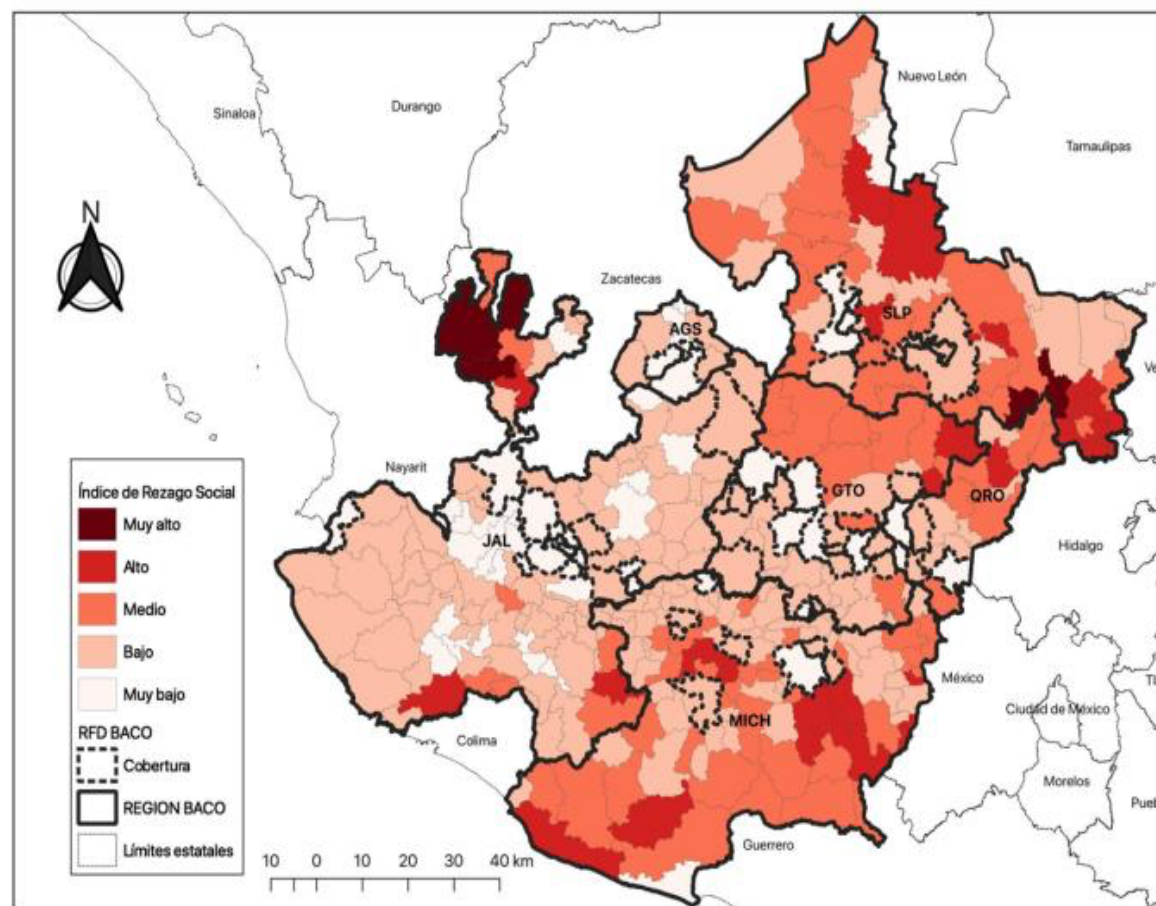 Nuevo León
Durango
Sinaloa
Tamaulipas
N
Zacatecas
AGS
SLP
Nayarit
Índice de Rezago Social
Muy alto
Alto
Medio
Bajo
Muy bajo
RFD BACO
Cobertura
REGION BACO
Límites estatales
GTO
QRO
JAL
Hidalgo
México
Ciudad de México
MICH
Colima
Morelos
Guerrero
10 0 10 20 30 40 km